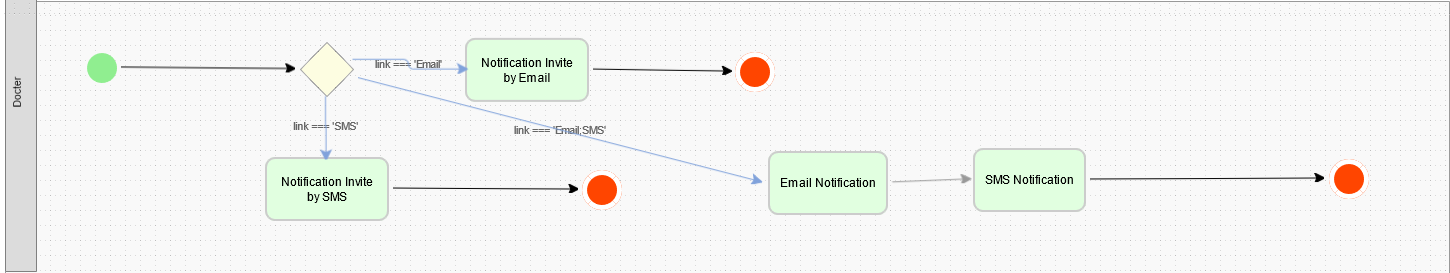 Docter
link === 'Email'
Notification Invite
by Email
link === 'SMS'
link === 'Email;SMS'
Notification Invite
by SMS
Email Notification
SMS Notification